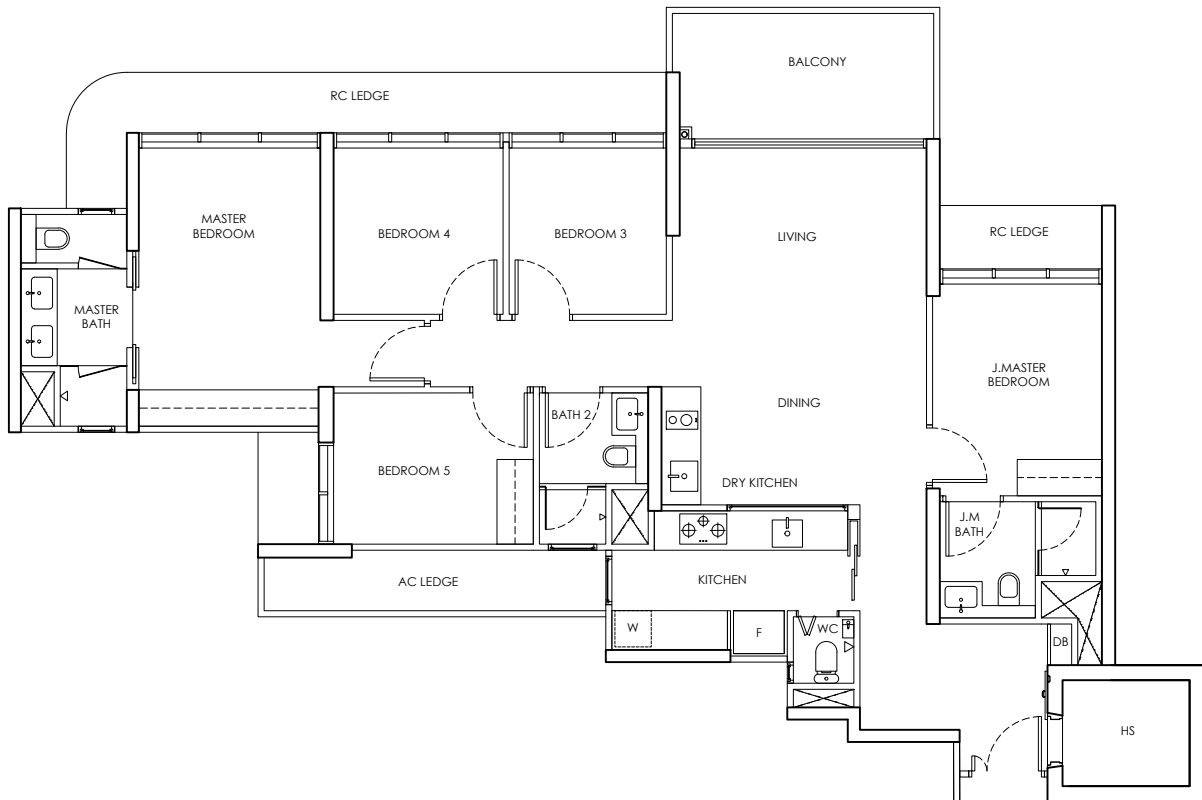 BALCONY
RC LEDGE
MASTER
BEDROOM
BEDROOM 4
BEDROOM 3
LIVING
RC LEDGE
MASTER
BATH
J.MASTER
BEDROOM
DINING
BATH 2
BEDROOM 5
DRY KITCHEN
J.M
BATH
AC LEDGE
KITCHEN
W
F
WC
DB
HS